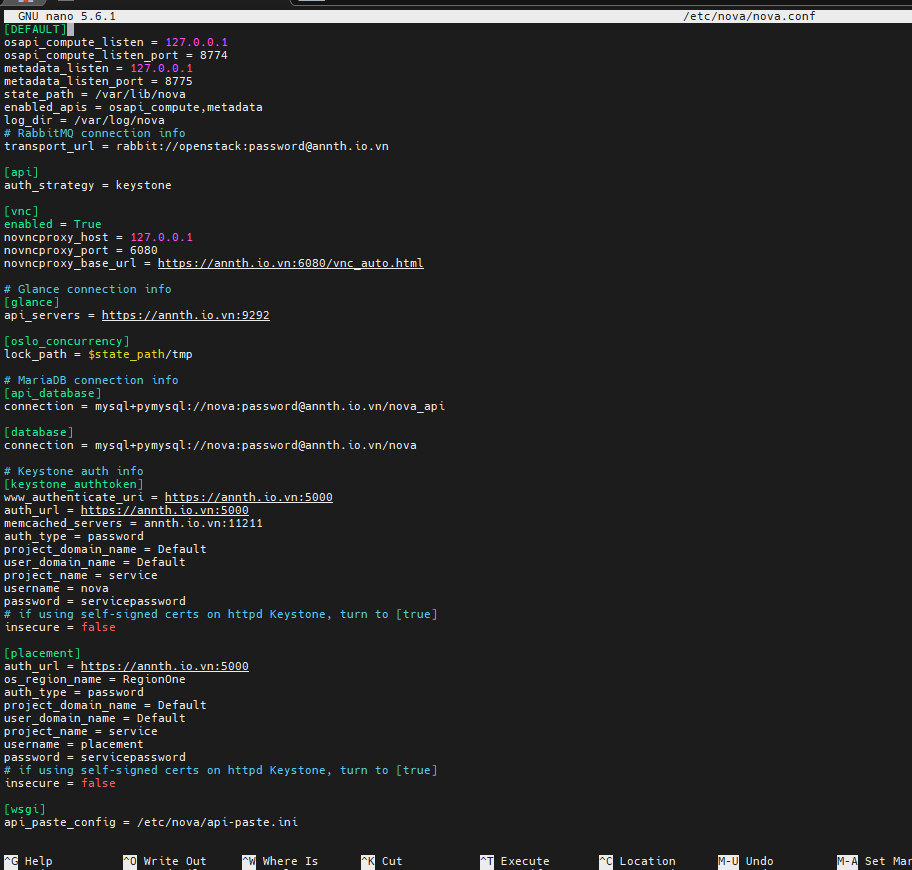 GNU nano 5.6.1 /etc/nova/nova.conf
[DEFAULT]
osapi_compute_listen = 127.0.0.1
osapi_compute_listen_port = 8774
metadata_listen = 127.0.0.1
metadata_listen_port = 8775
state_path = /var/lib/nova
enabled_apis = osapi_compute,metadata
log_dir = /var/log/nova
# RabbitMQ connection info
transport_url = rabbit://openstack:password@annth.io.vn
[api]
auth_strategy = keystone
[vnc]
enabled = True
novncproxy_host = 127.0.0.1
novncproxy_port = 6080
novncproxy_base_url = https://annth.io.vn:6080/vnc_auto.html
# Glance connection info
[glance]
api_servers = https://annth.io.vn:9292
[oslo_concurrency]
lock_path = $state_path/tmp
# MariaDB connection info
[api_database]
connection = mysql+pymysql://nova:password@annth.io.vn/nova_api
[database]
connection = mysql+pymysql://nova:password@annth.io.vn/nova
# Keystone auth info
[keystone_authtoken]
www_authenticate_uri = https://annth.io.vn:5000
auth_url = https://annth.io.vn:5000
memcached_servers = annth.io.vn:11211
auth_type = password
project_domain_name = Default
user_domain_name = Default
project_name = service
username = nova
password = servicepassword
# if using self-signed certs on httpd Keystone, turn to [true]
insecure = false
[placement]
auth_url = https://annth.io.vn:5000
os_region_name = RegionOne
auth_type = password
project_domain_name = Default
user_domain_name = Default
project_name = service
username = placement
password = servicepassword
# if using self-signed certs on httpd Keystone, turn to [true]
insecure = false
[wsgi]
api_paste_config = /etc/nova/api-paste.ini
^G Help ^O Write Out ^W Where Is ^K Cut ^T Execute ^C Location M-U Undo M-A Set Mar